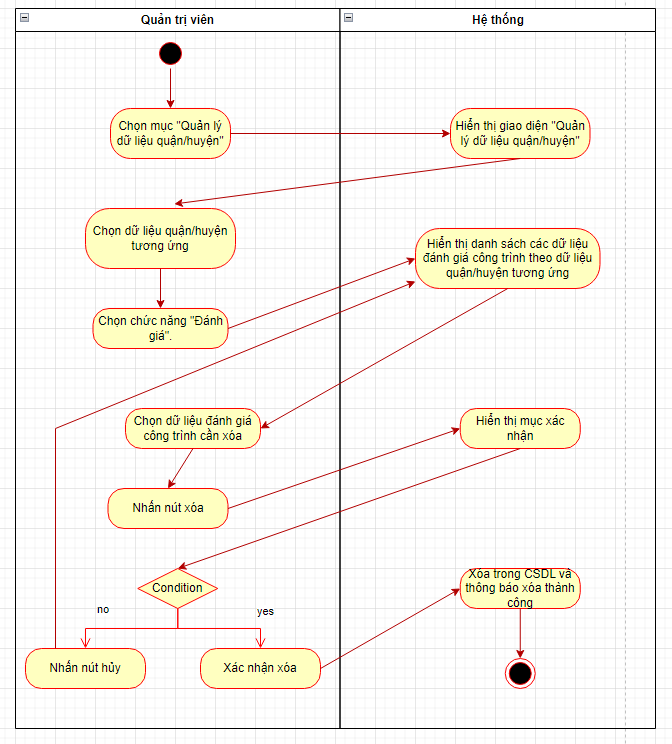 Quản trị viên
Hệ thống
Chọn mục "Quản lý
dữ liệu quận/huyện"
Hiển thị giao diện "Quản
lý dữ liệu quận/huyện"
Chọn dữ liệu quận/huyện
tương ứng
Hiển thị danh sách các dữ liệu
đánh giá công trình theo dữ liệu
quận/huyện tương ứng
Chọn chức năng "Đánh
giá".
Chọn dữ liệu đánh giá
công trình cần xóa
Hiển thị mục xác
nhận
Nhấn nút xóa
Condition
Xóa trong CSDL và
thông báo xóa thành
công
no
yes
Nhấn nút hủy
Xác nhận xóa